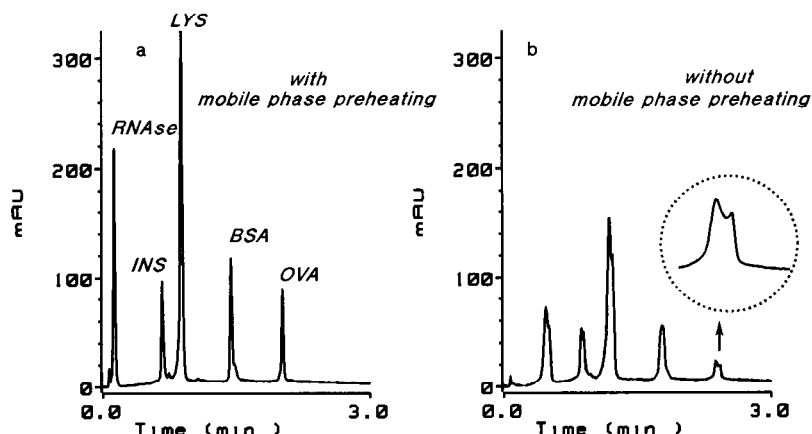 a
LYS
with
mobile phase preheating
RNAse
INS
BSA
OVA
300
200
100
0
mAU
0.0
3.0
Time (min.)
b
without
mobile phase preheating
300
200
100
0
mAU
0.0
3.0
Time (min.)